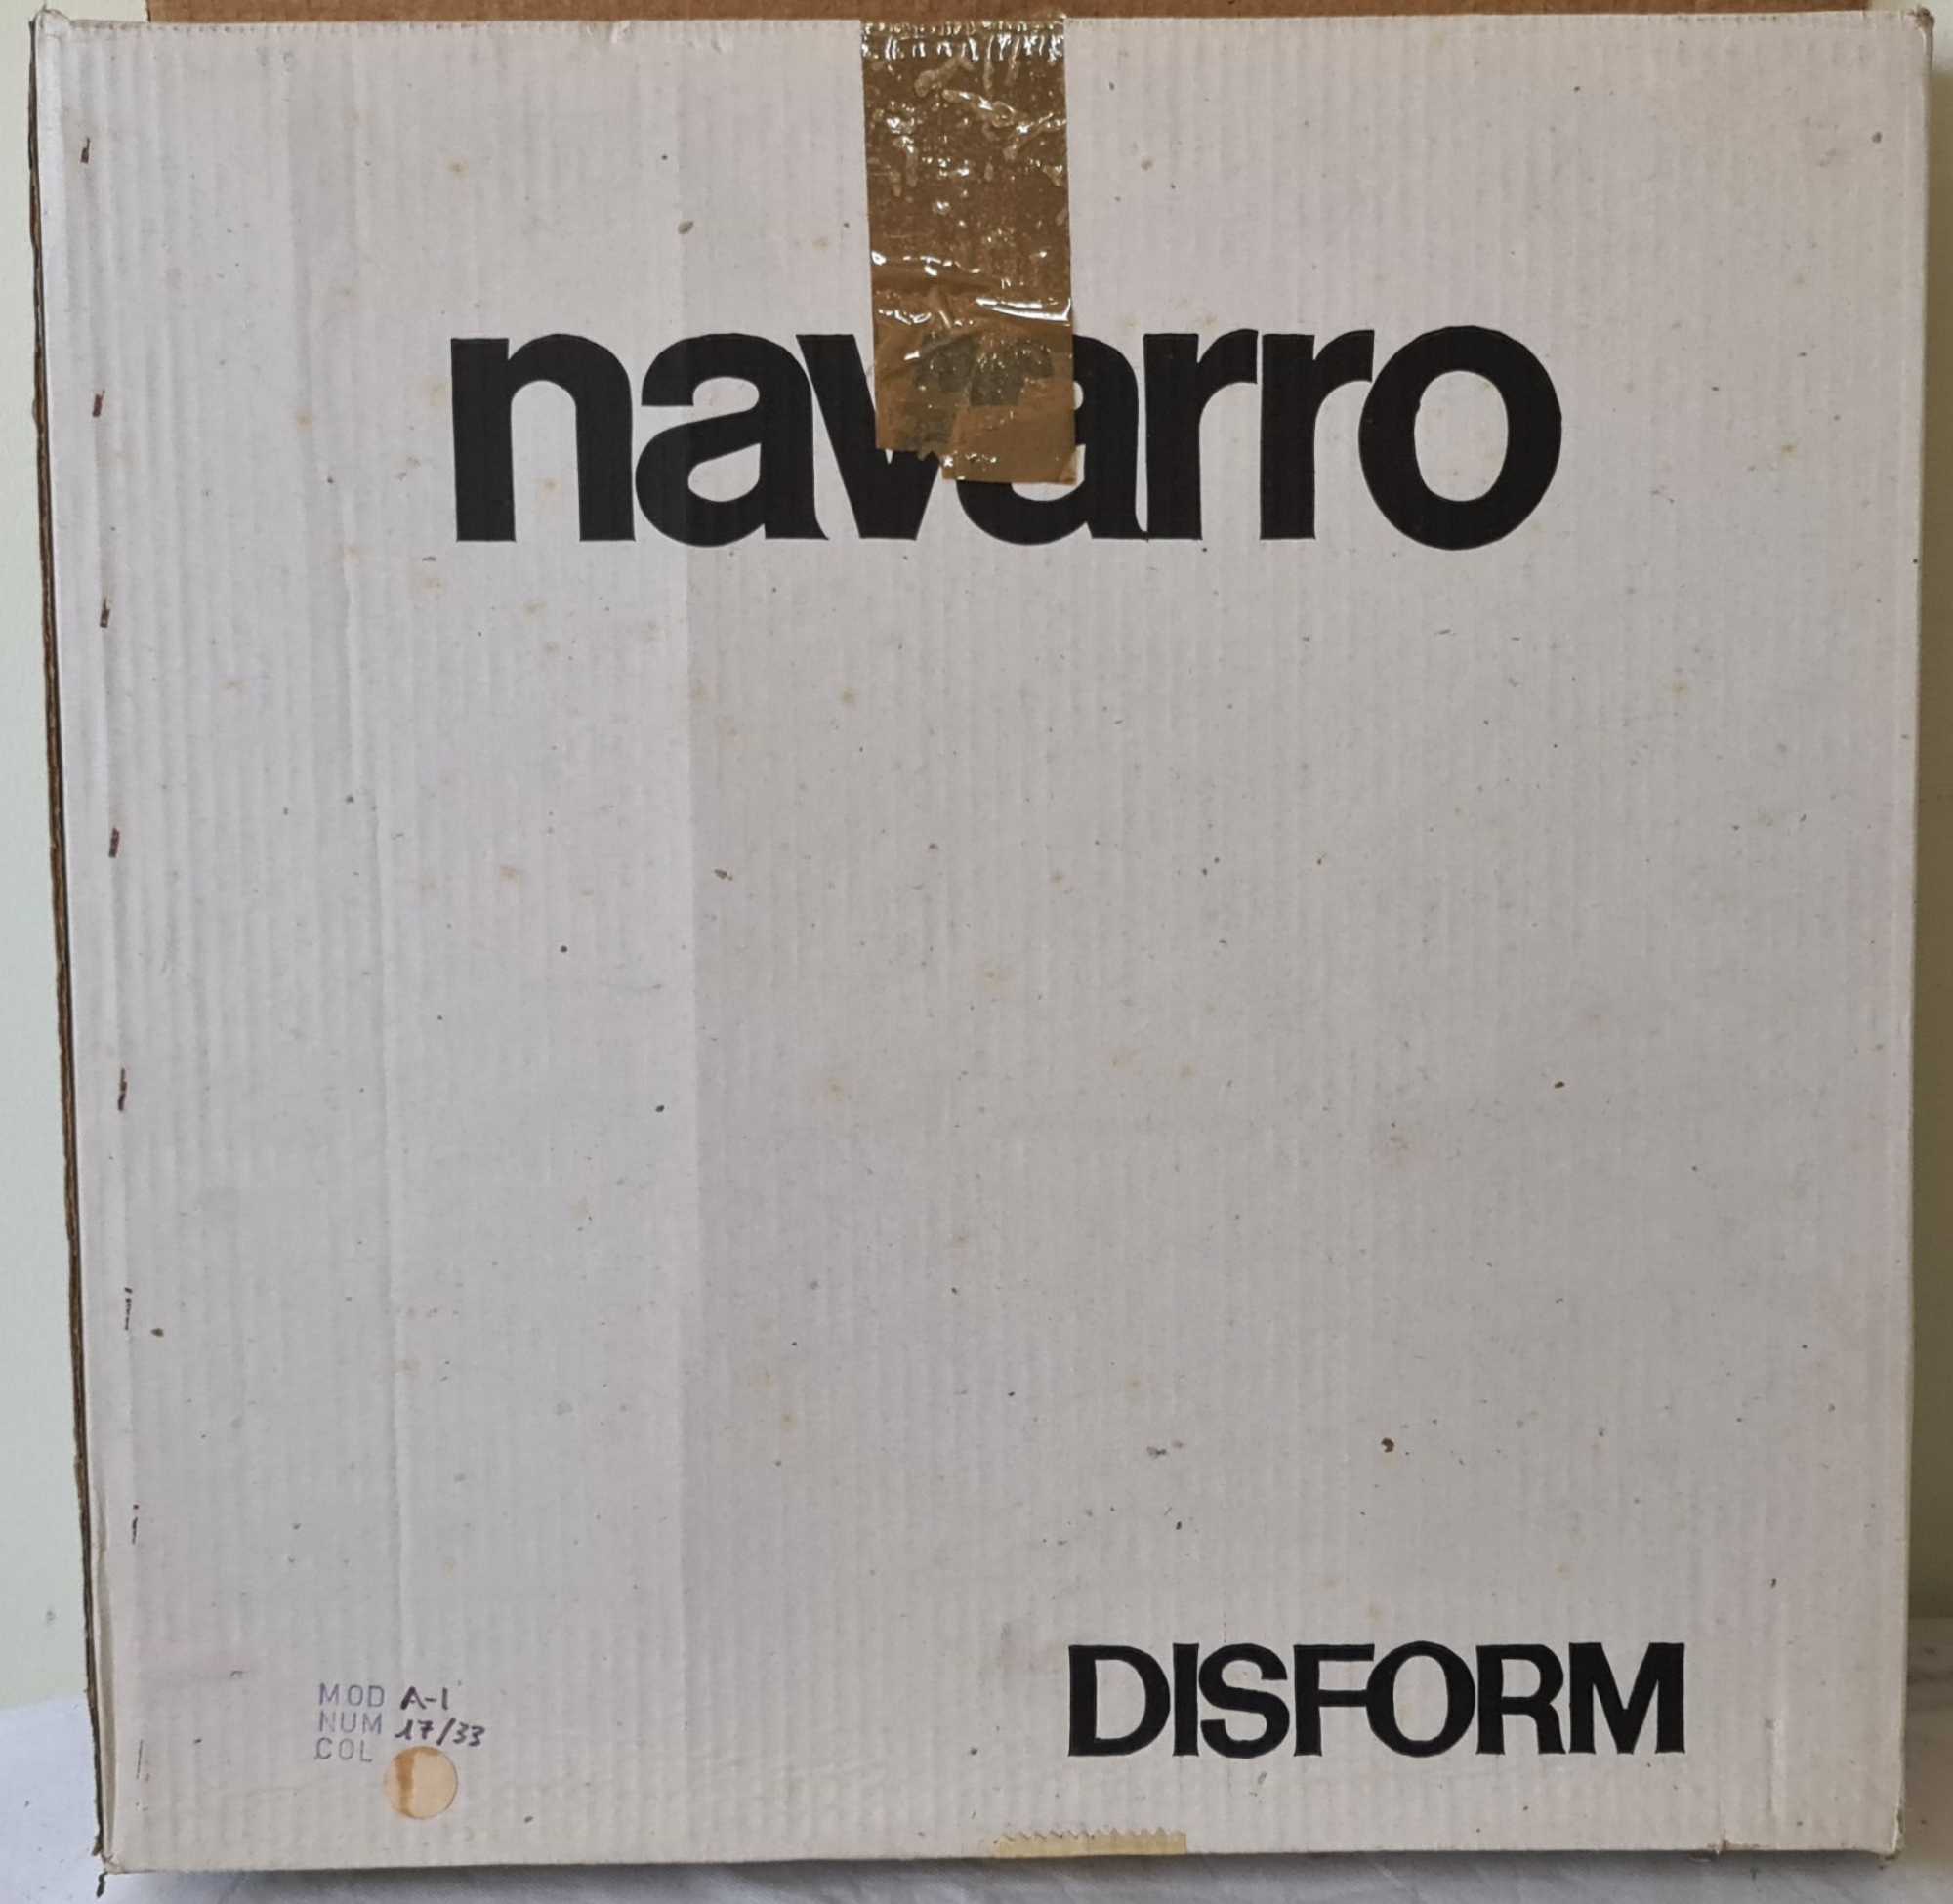 navarro
DISFORM
MOD A-1
NUM 17/33
COL